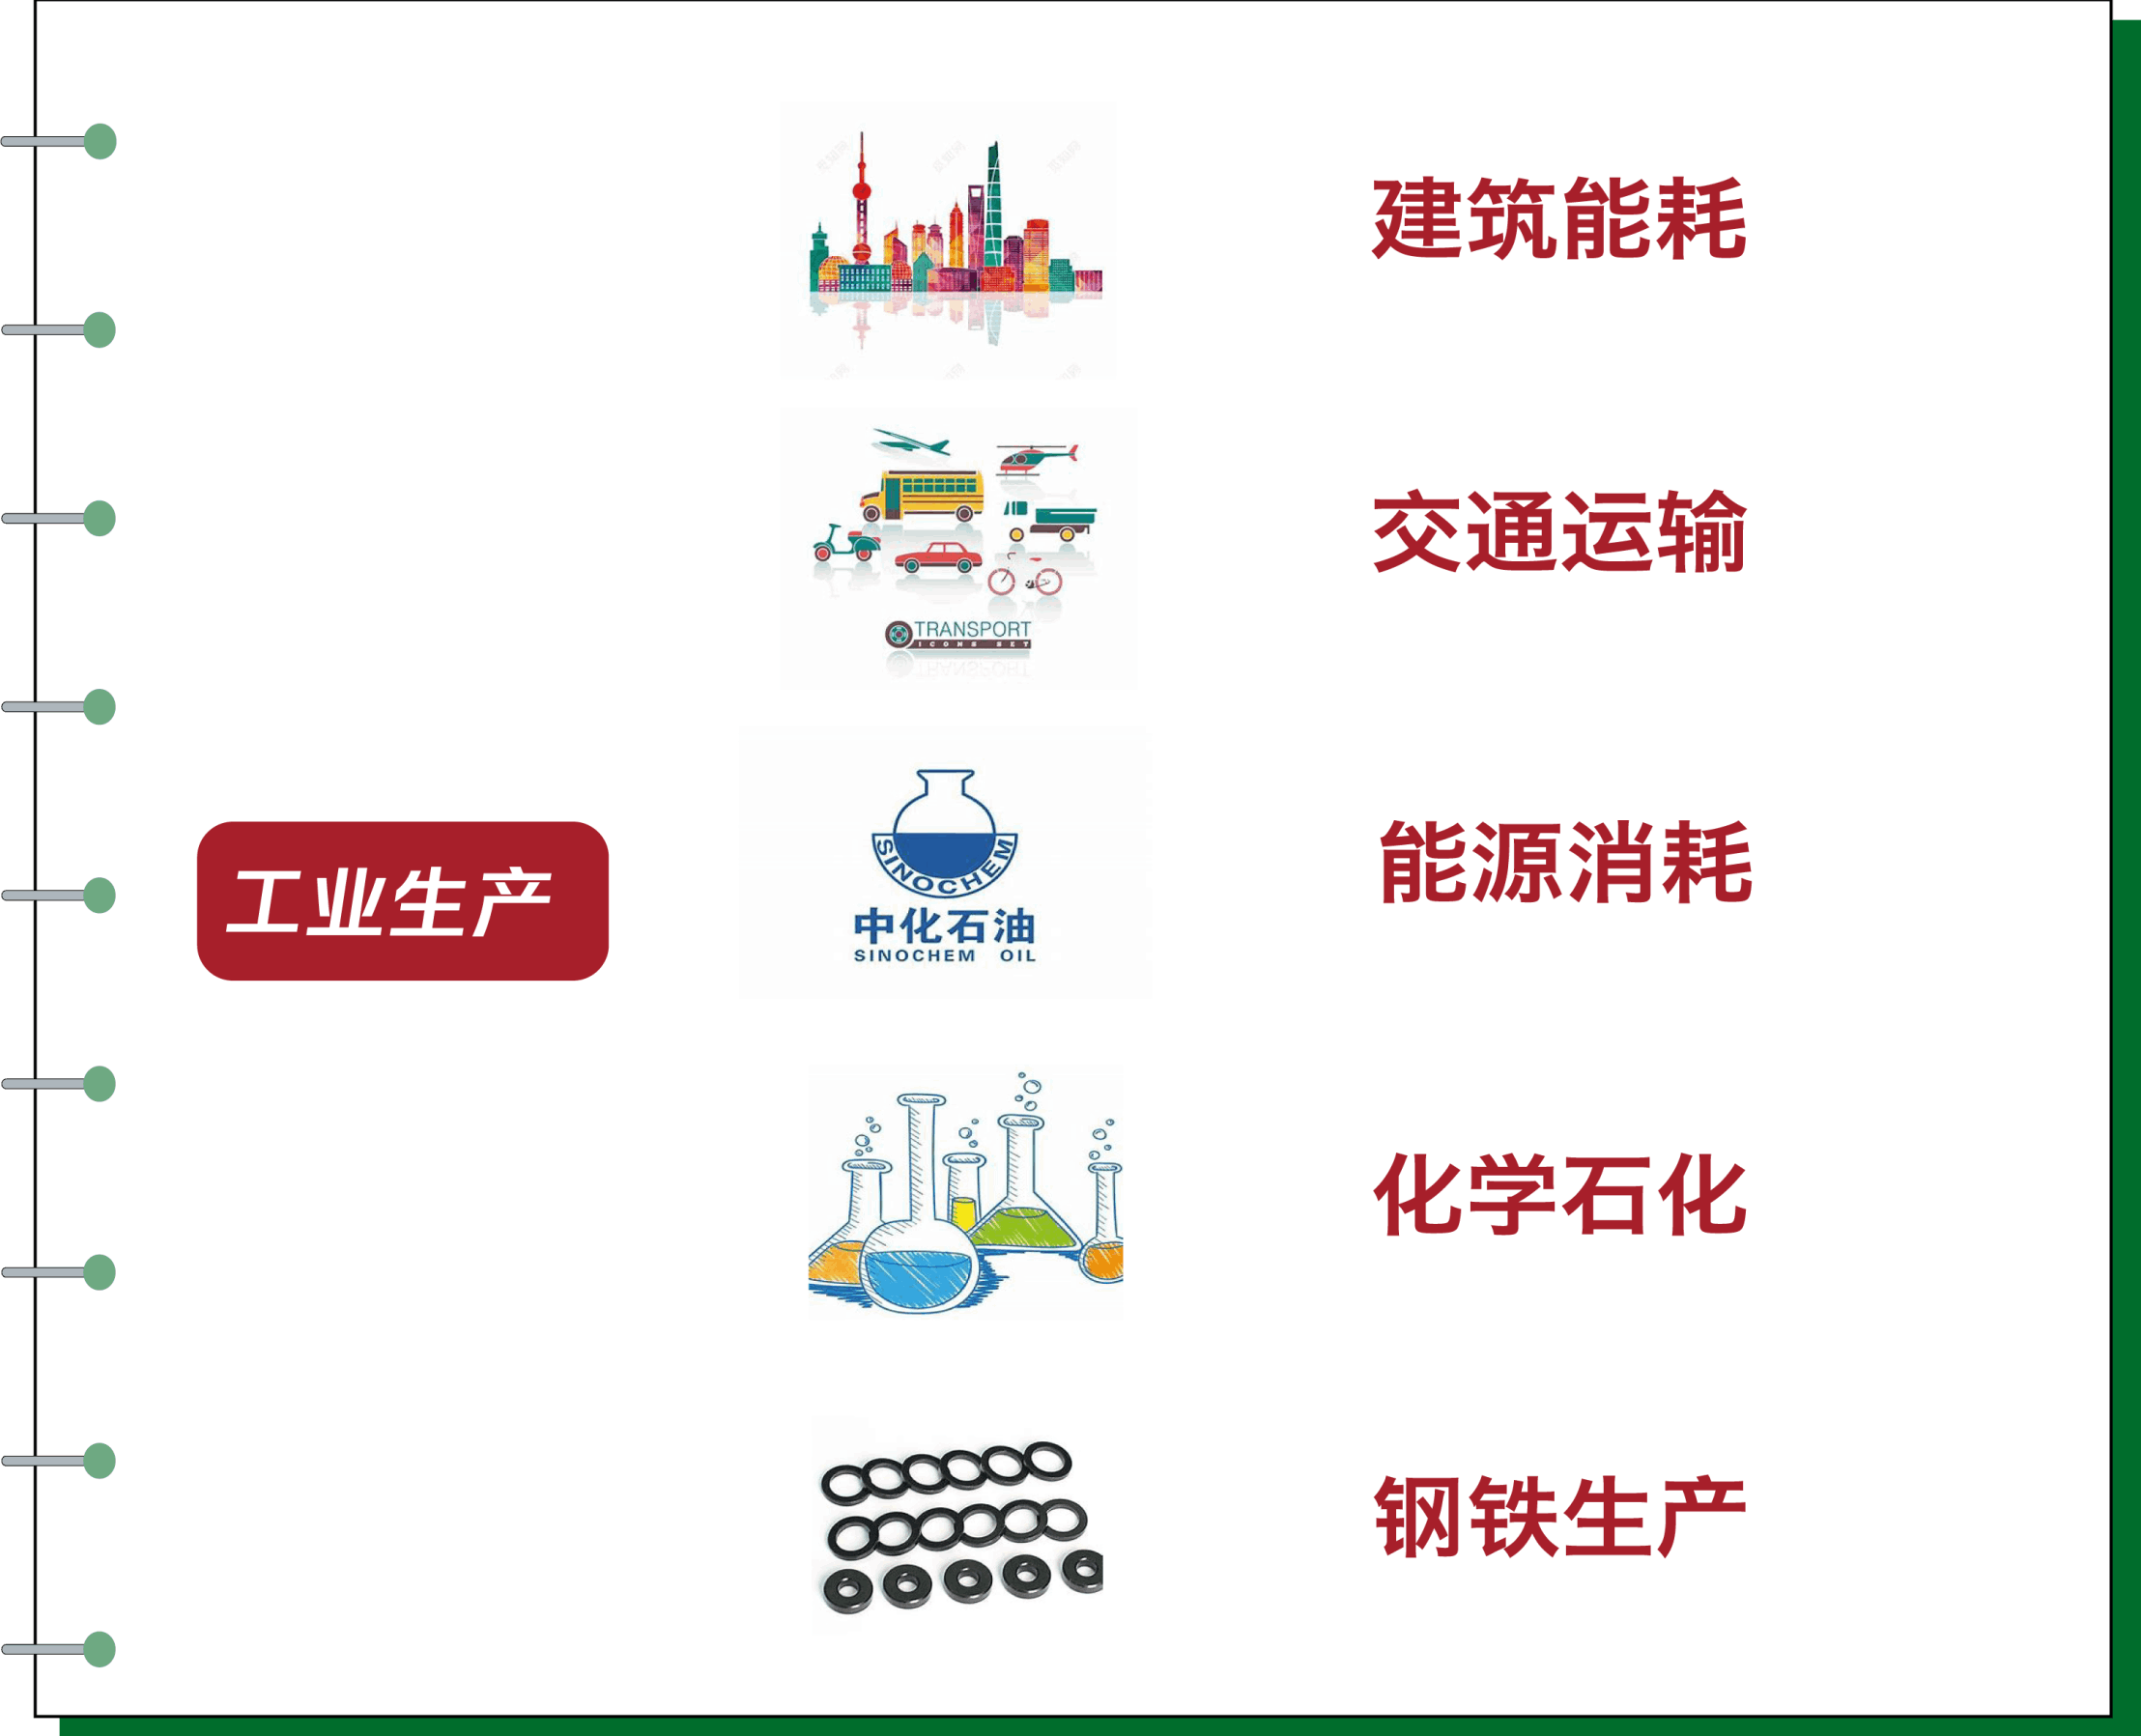 建筑能耗
TRANSPORT
ICONS SET
交通运输
工业生产
SINOCHEM
中化石油
SINOCHEM OIL
能源消耗
化学石化
钢铁生产